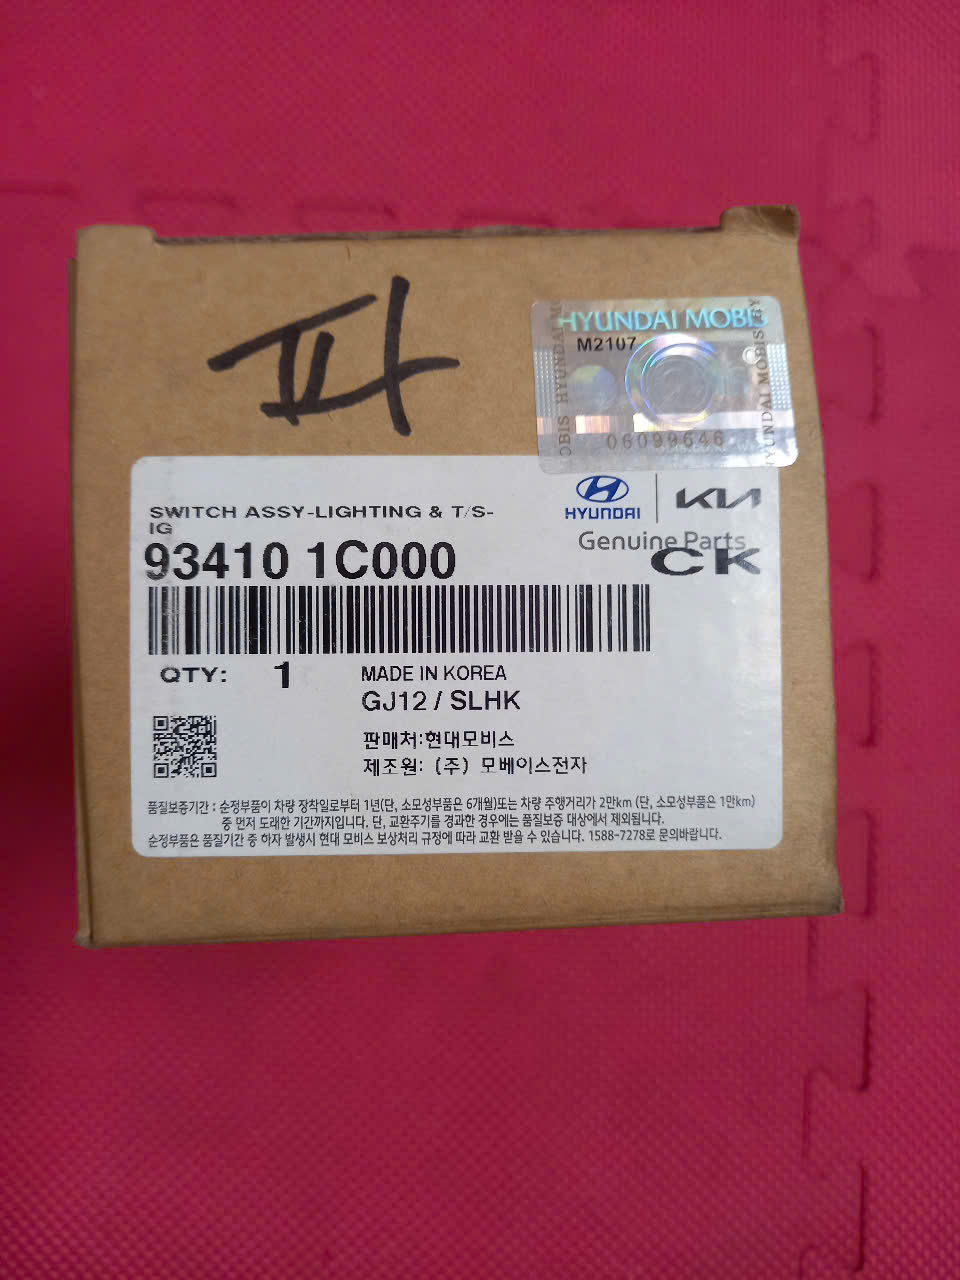 파
HYUNDAI MOBIS
M2107
06099646
SWITCH ASSY-LIGHTING & T/S-
IG
HYUNDAI
KIA
Genuine Parts
93410 1C000
CK
QTY: 1
MADE IN KOREA
GJ12 / SLHK
판매처:현대모비스
제조원: (주) 모베이스전자
품질보증기간 : 순정부품이 차량 장착일로부터 1년(단, 소모성부품은 6개월)또는 차량 주행거리가 2만km (단, 소모성부품은 1만km)
중 먼저 도래한 기간까지입니다. 단, 교환주기를 경과한 경우에는 품질보증 대상에서 제외됩니다.
순정부품은 품질기간 중 하자 발생시 현대 모비스 보상처리 규정에 따라 교환 받을 수 있습니다. 1588-7278로 문의바랍니다.